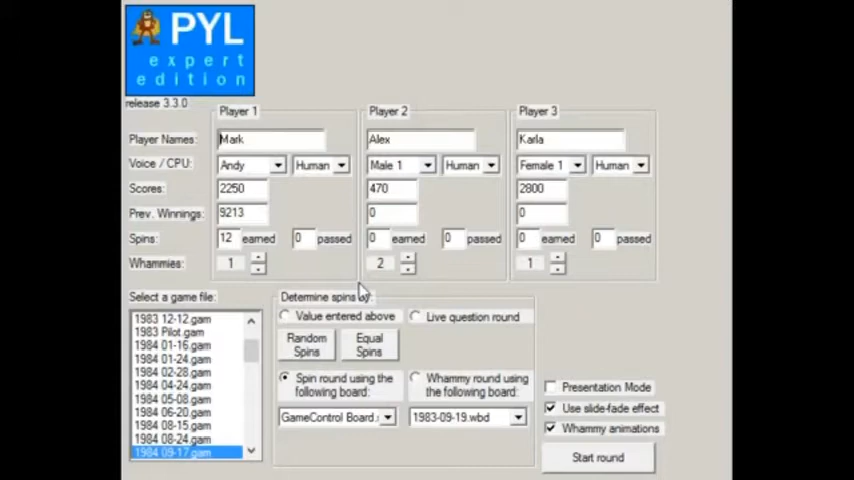 PYL
expert
edition
release 3.3.0
Player 1 Player 2 Player 3
Player Names: Mark Alex Karla
Voice / CPU: Andy Human Male 1 Human Female 1 Human
Scores: 2250 470 2800
Prev. Winnings: 9213 0 0
Spins: 12 earned 0 passed 0 earned 0 passed 0 earned 0 passed
Whammies: 1 2 1
Select a game file:
1983 12-12.gam
1983 Pilot.gam
1984 01-16.gam
1984 01-24.gam
1984 02-28.gam
1984 04-24.gam
1984 05-08.gam
1984 06-20.gam
1984 08-15.gam
1984 08-24.gam
1984 09-17.gam
Determine spins by:
Value entered above Live question round
Random Spins
Equal Spins
Spin round using the following board:
Whammy round using the following board:
GameControl Board. 1983-09-19.wbd
Presentation Mode
Use slide-fade effect
Whammy animations
Start round